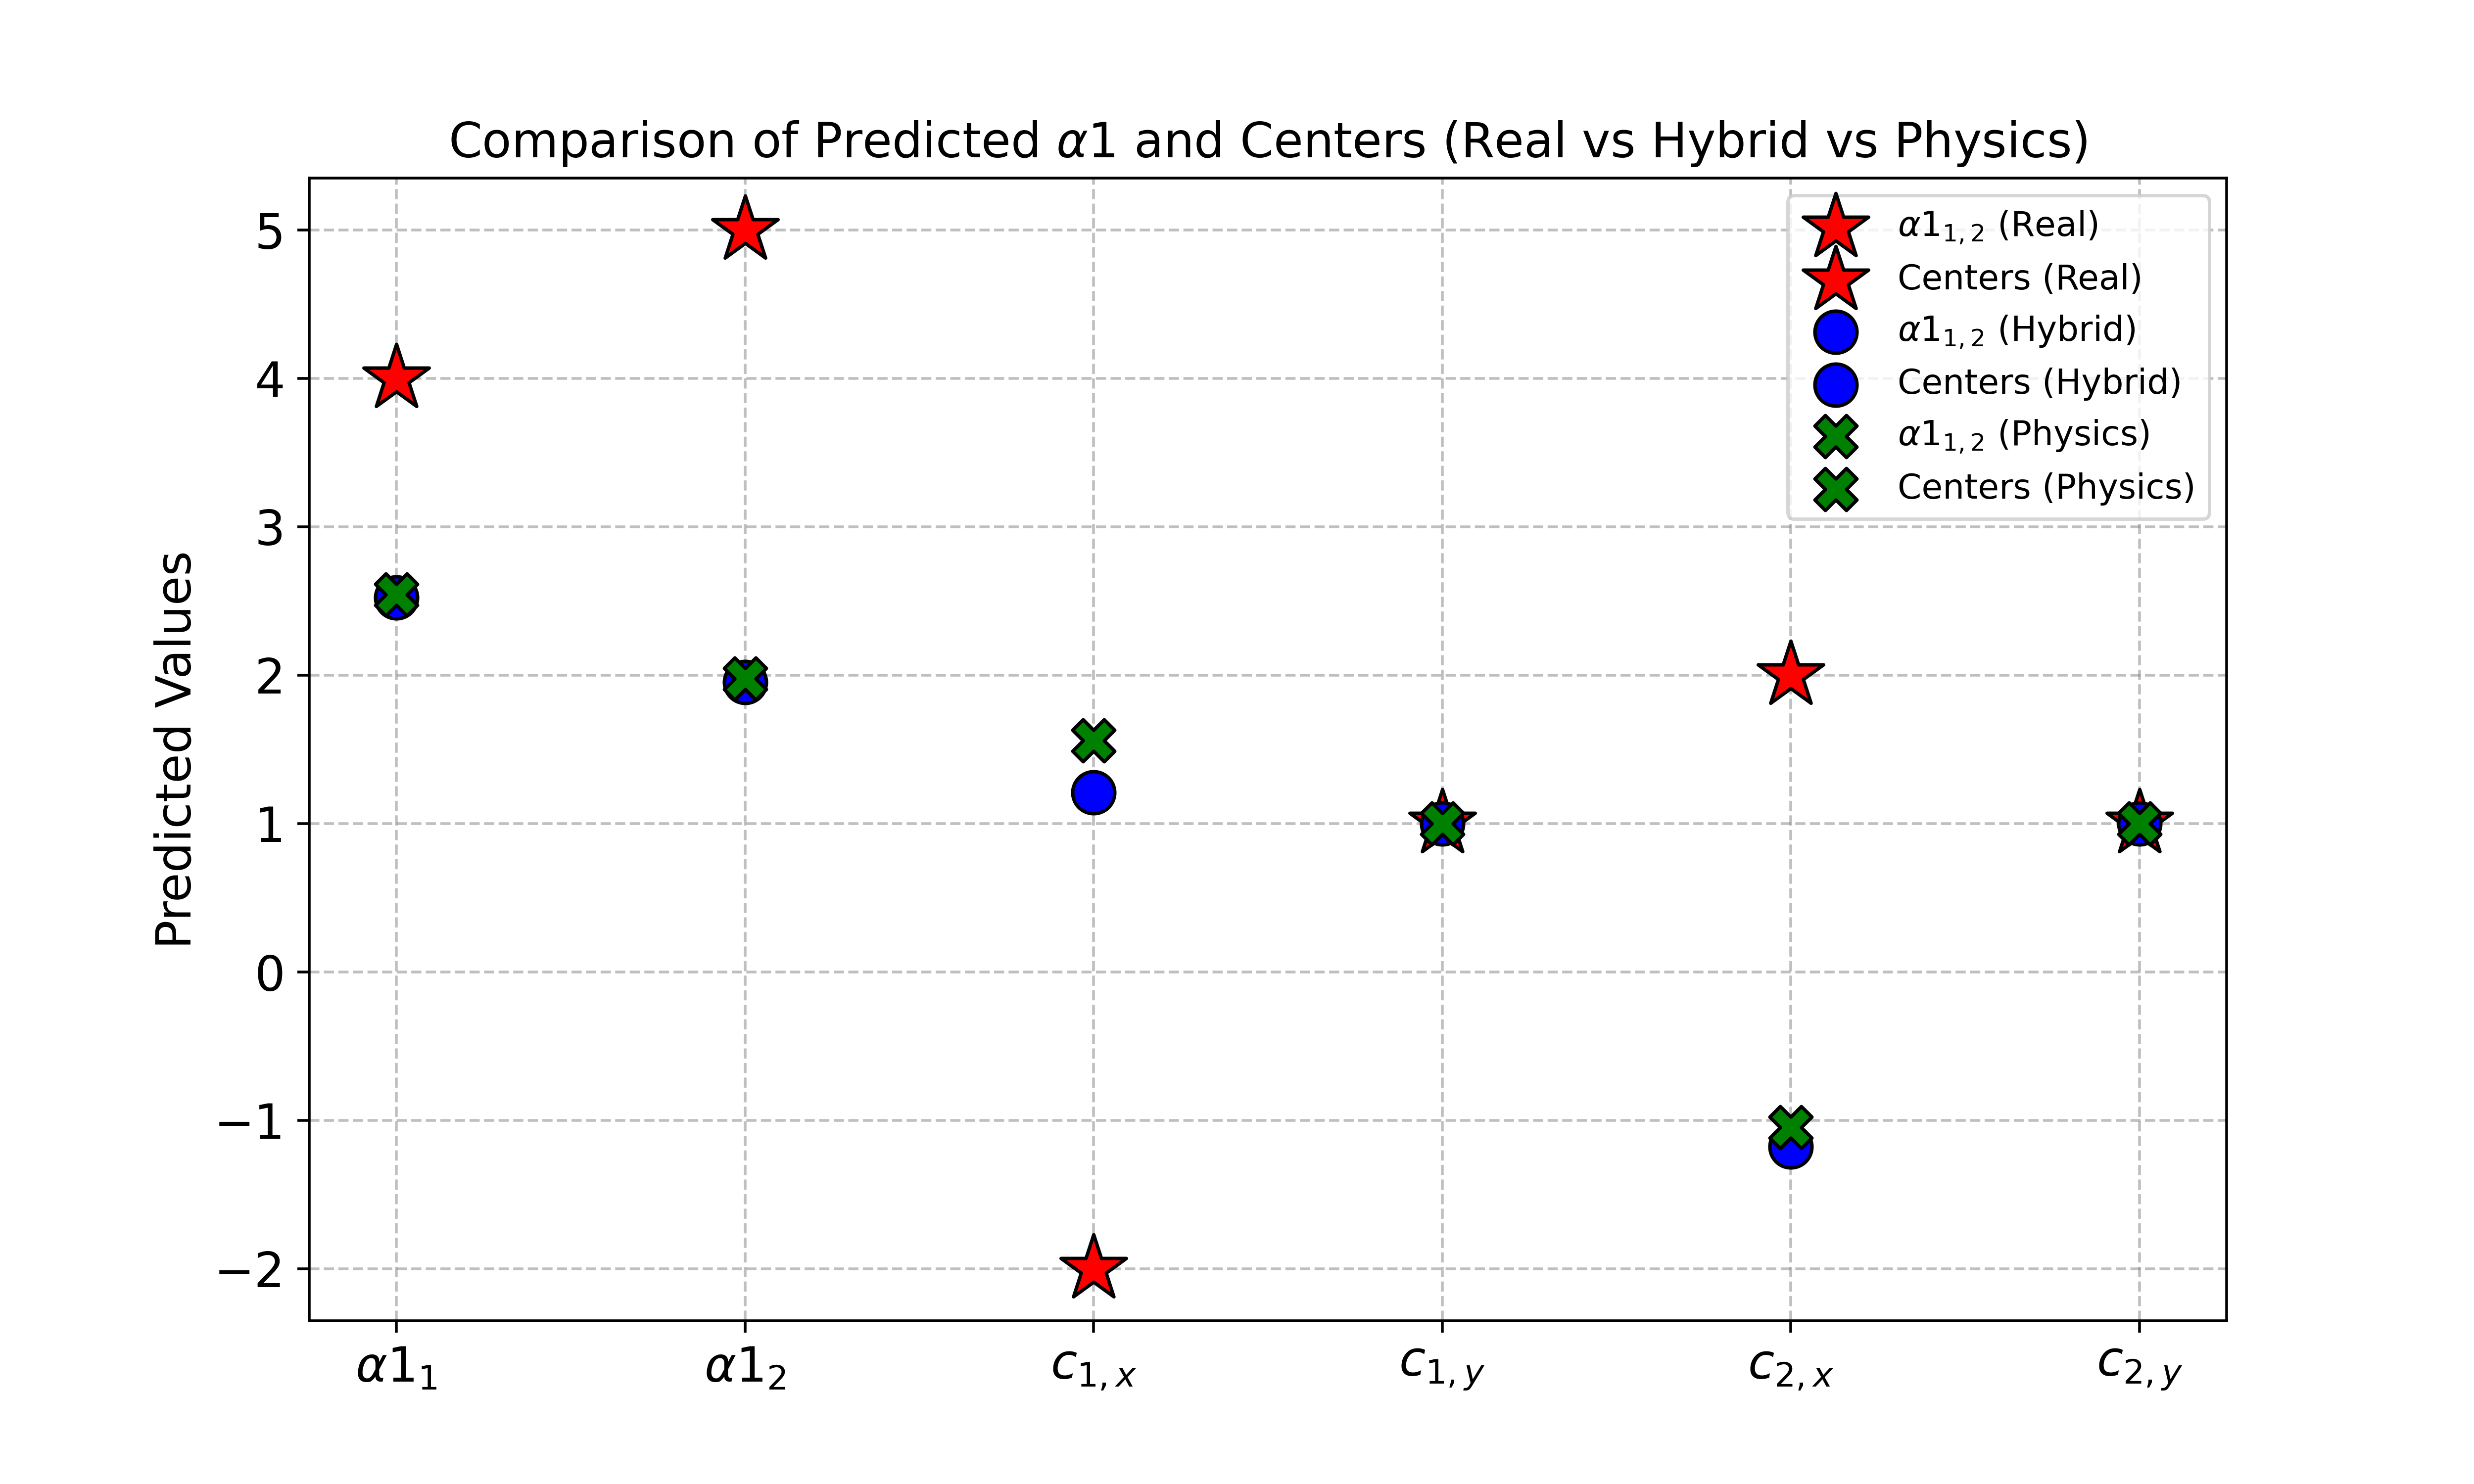 Comparison of Predicted α1 and Centers (Real vs Hybrid vs Physics)
Predicted Values
5
4
3
2
1
0
−1
−2
α1₁,₂ (Real)
Centers (Real)
α1₁,₂ (Hybrid)
Centers (Hybrid)
α1₁,₂ (Physics)
Centers (Physics)
α1₁
α1₂
c₁,ₓ
c₁,y
c₂,ₓ
c₂,y